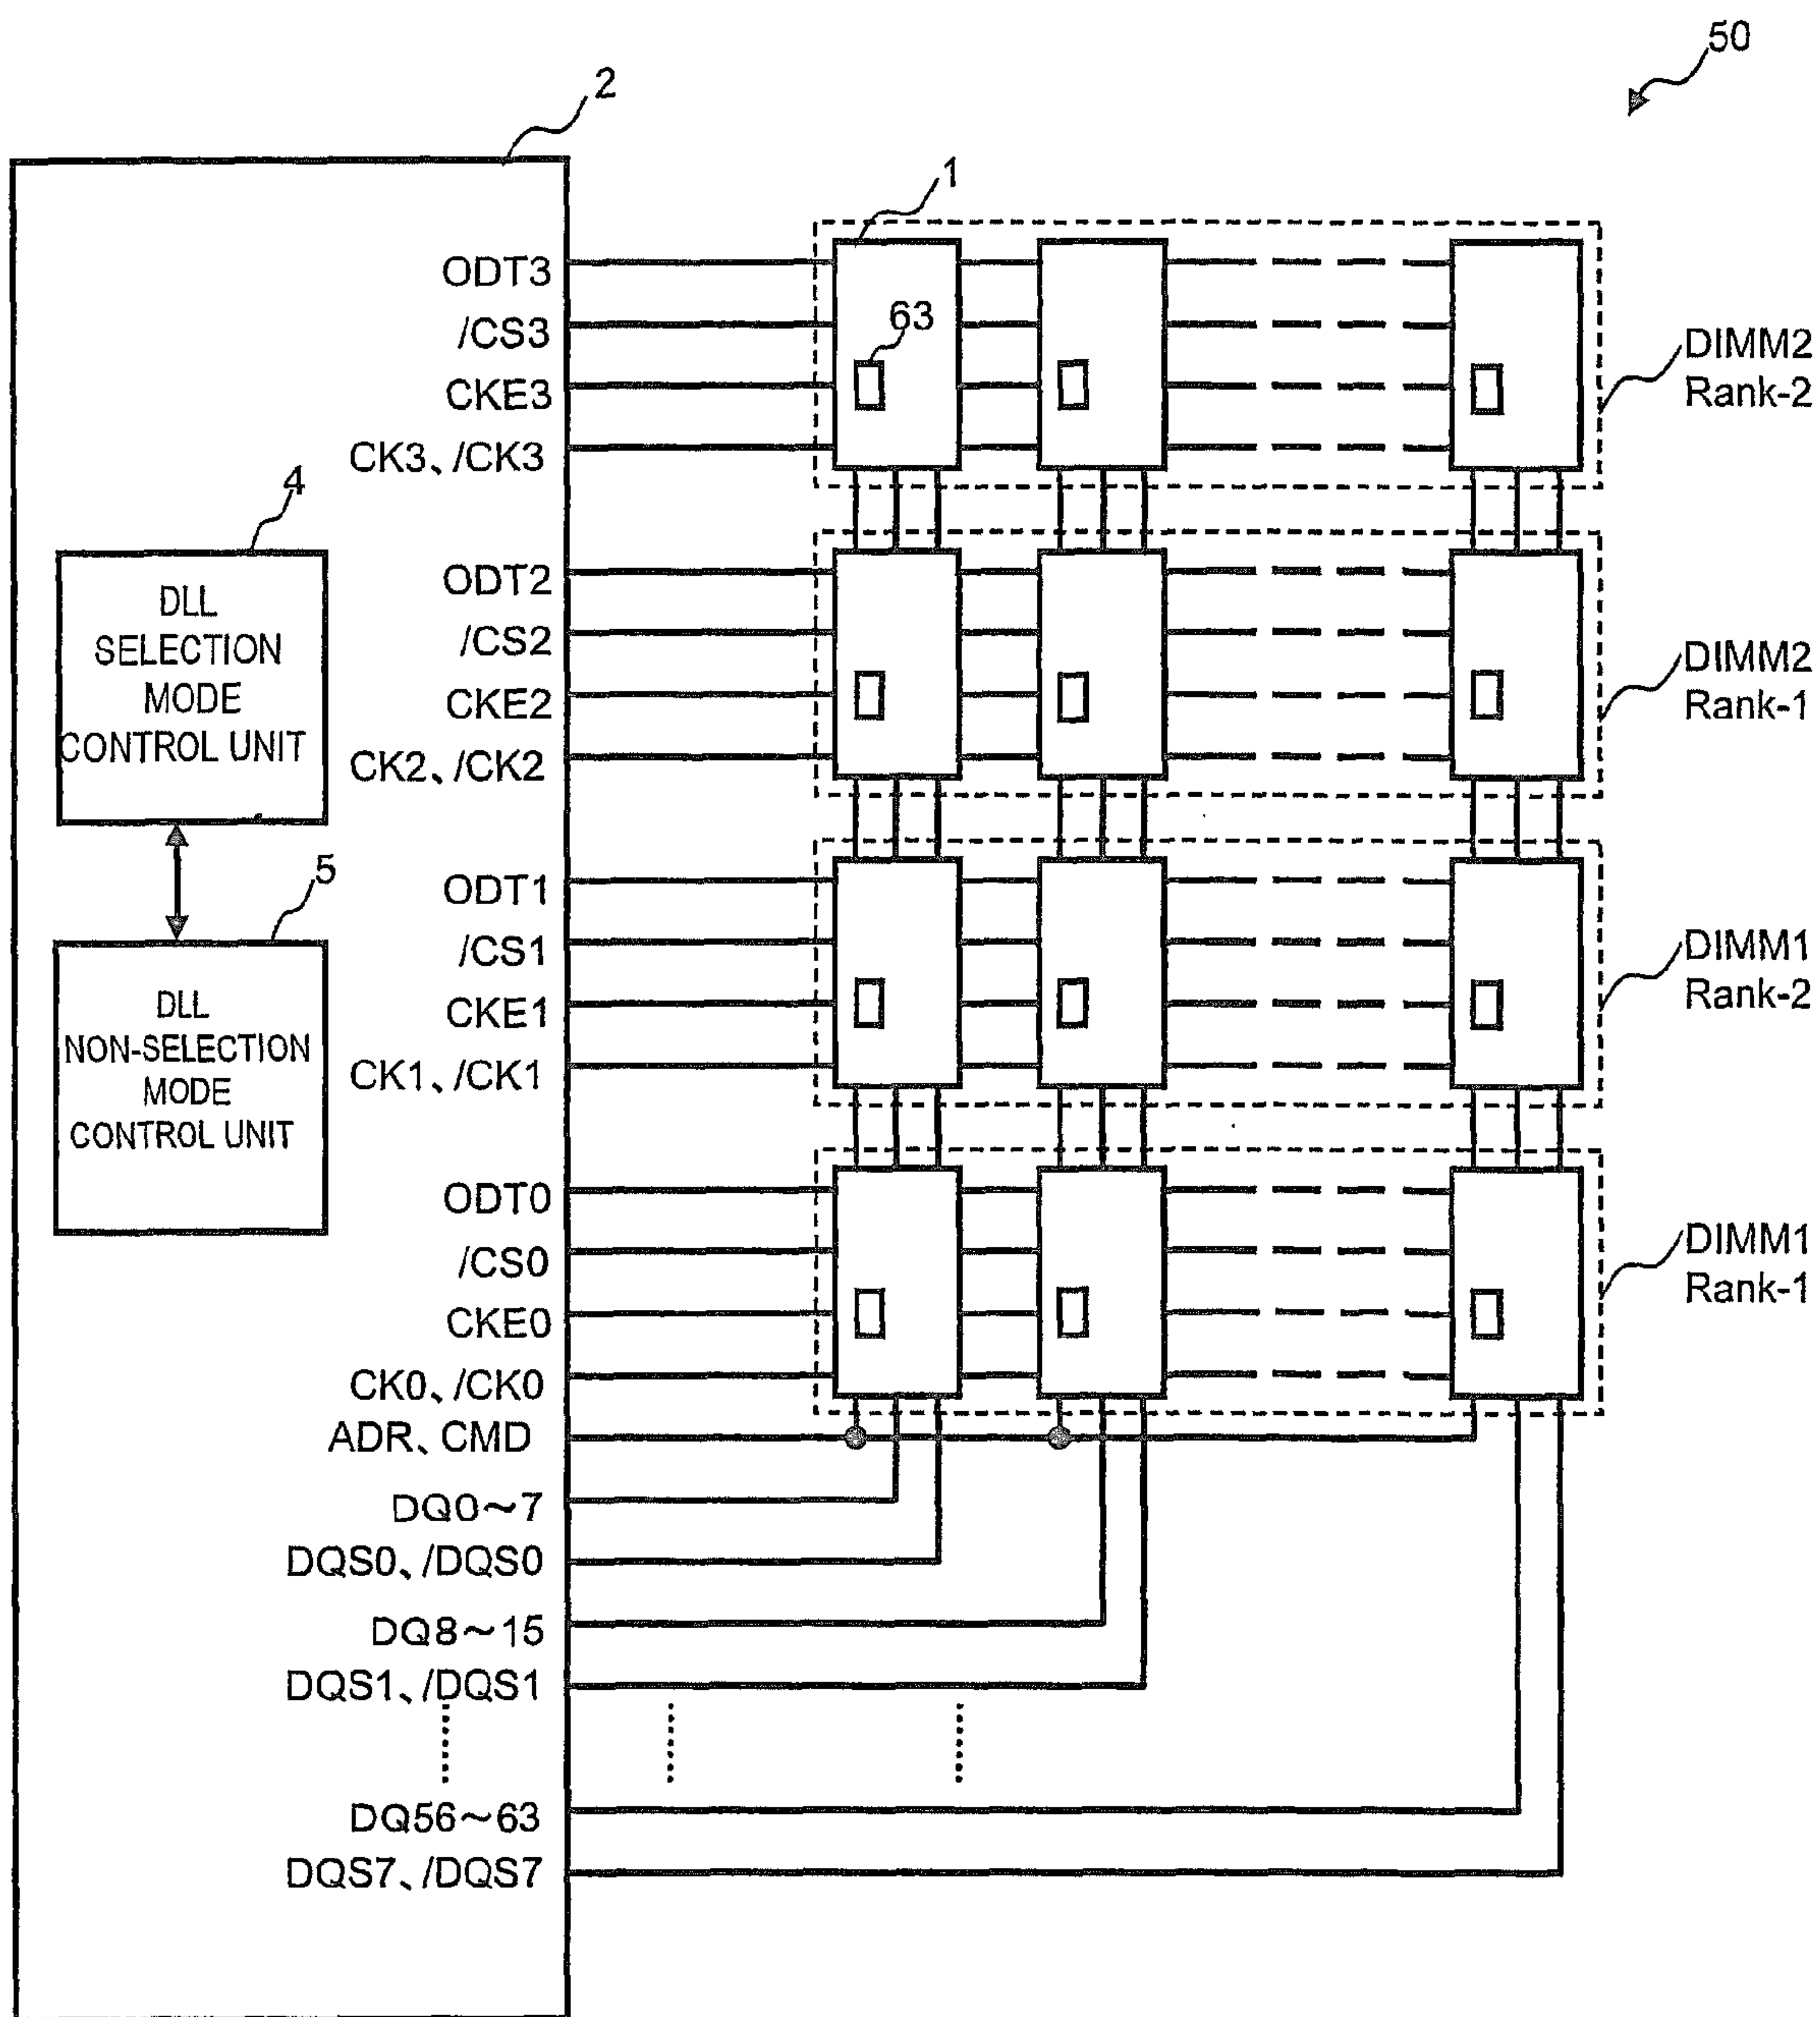 50
2
1
ODT3
/CS3
CKE3
CK3、/CK3
63
DIMM2
Rank-2
4
DLL
SELECTION
MODE
CONTROL UNIT
ODT2
/CS2
CKE2
CK2、/CK2
DIMM2
Rank-1
5
DLL
NON-SELECTION
MODE
CONTROL UNIT
ODT1
/CS1
CKE1
CK1、/CK1
DIMM1
Rank-2
ODT0
/CS0
CKE0
CK0、/CK0
DIMM1
Rank-1
ADR、CMD
DQ0~7
DQS0、/DQS0
DQ8~15
DQS1、/DQS1
DQ56~63
DQS7、/DQS7